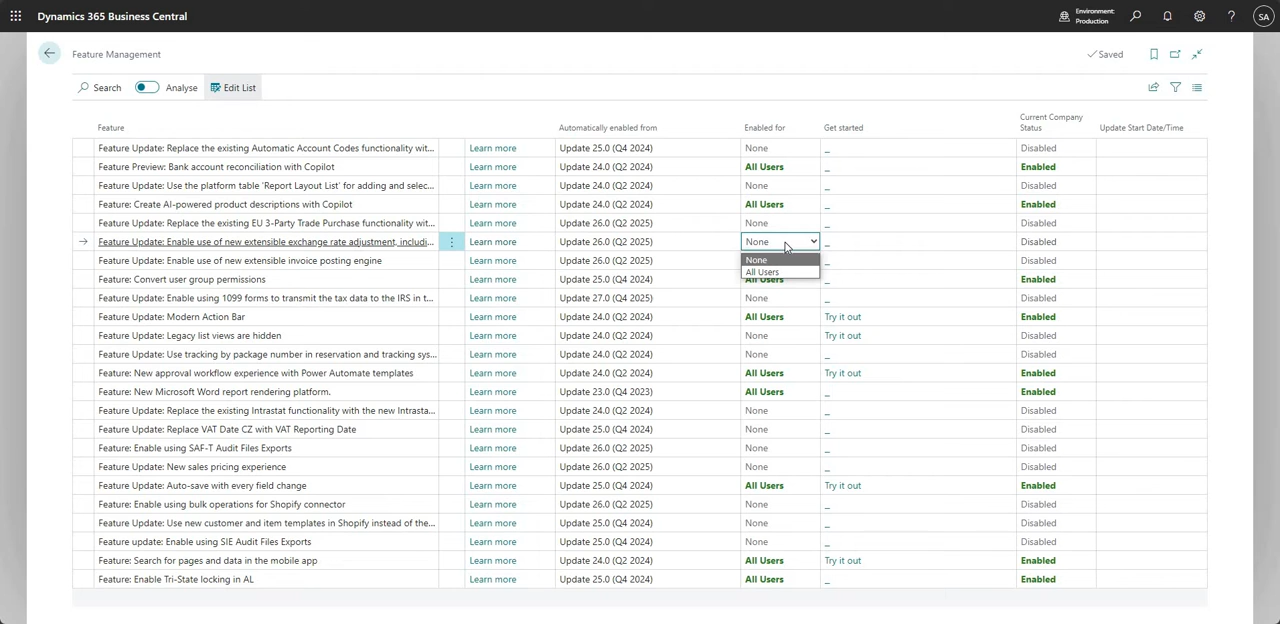 Dynamics 365 Business Central
Environment:
Production
SA
Feature Management
Saved
Search Analyse Edit List
Feature Automatically enabled from Enabled for Get started Current Company Status Update Start Date/Time
Feature Update: Replace the existing Automatic Account Codes functionality wit... Learn more Update 25.0 (Q4 2024) None _ Disabled
Feature Preview: Bank account reconciliation with Copilot Learn more Update 24.0 (Q2 2024) All Users _ Enabled
Feature Update: Use the platform table 'Report Layout List' for adding and selec... Learn more Update 24.0 (Q2 2024) None _ Disabled
Feature: Create AI-powered product descriptions with Copilot Learn more Update 24.0 (Q2 2024) All Users _ Enabled
Feature Update: Replace the existing EU 3-Party Trade Purchase functionality wit... Learn more Update 26.0 (Q2 2025) None _ Disabled
Feature Update: Enable use of new extensible exchange rate adjustment, includi... Learn more Update 26.0 (Q2 2025) None _ Disabled
Feature Update: Enable use of new extensible invoice posting engine Learn more Update 26.0 (Q2 2025) None _ Disabled
All Users
Feature: Convert user group permissions Learn more Update 25.0 (Q4 2024) All Users _ Enabled
Feature Update: Enable using 1099 forms to transmit the tax data to the IRS in t... Learn more Update 27.0 (Q4 2025) None _ Disabled
Feature Update: Modern Action Bar Learn more Update 24.0 (Q2 2024) All Users Try it out Enabled
Feature Update: Legacy list views are hidden Learn more Update 24.0 (Q2 2024) None Try it out Disabled
Feature Update: Use tracking by package number in reservation and tracking sys... Learn more Update 24.0 (Q2 2024) None _ Disabled
Feature: New approval workflow experience with Power Automate templates Learn more Update 24.0 (Q2 2024) All Users Try it out Enabled
Feature: New Microsoft Word report rendering platform. Learn more Update 23.0 (Q4 2023) All Users _ Enabled
Feature Update: Replace the existing Intrastat functionality with the new Intrasta... Learn more Update 24.0 (Q2 2024) None _ Disabled
Feature Update: Replace VAT Date CZ with VAT Reporting Date Learn more Update 24.0 (Q2 2024) None _ Disabled
Feature: Enable using SAF-T Audit Files Exports Learn more Update 26.0 (Q2 2025) None _ Disabled
Feature Update: New sales pricing experience Learn more Update 26.0 (Q2 2025) None _ Disabled
Feature Update: Auto-save with every field change Learn more Update 25.0 (Q4 2024) All Users Try it out Enabled
Feature: Enable using bulk operations for Shopify connector Learn more Update 26.0 (Q2 2025) None _ Disabled
Feature Update: Use new customer and item templates in Shopify instead of the... Learn more Update 25.0 (Q4 2024) None _ Disabled
Feature update: Enable using SIE Audit Files Exports Learn more Update 25.0 (Q4 2024) None _ Disabled
Feature: Search for pages and data in the mobile app Learn more Update 24.0 (Q2 2024) All Users Try it out Enabled
Feature: Enable Tri-State locking in AL Learn more Update 25.0 (Q4 2024) All Users _ Enabled